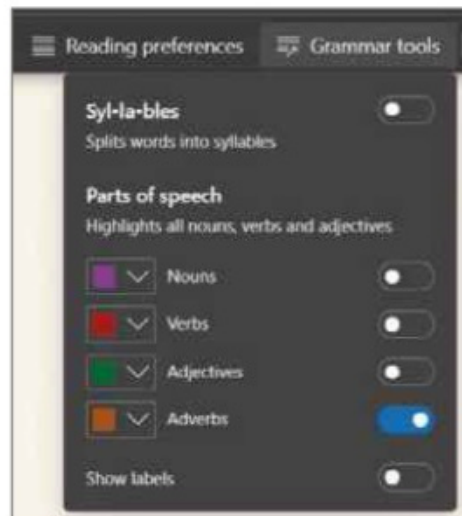 Reading preferences Grammar tools
Syl·la·bles
Splits words into syllables
Parts of speech
Highlights all nouns, verbs and adjectives
Nouns
Verbs
Adjectives
Adverbs
Show labels